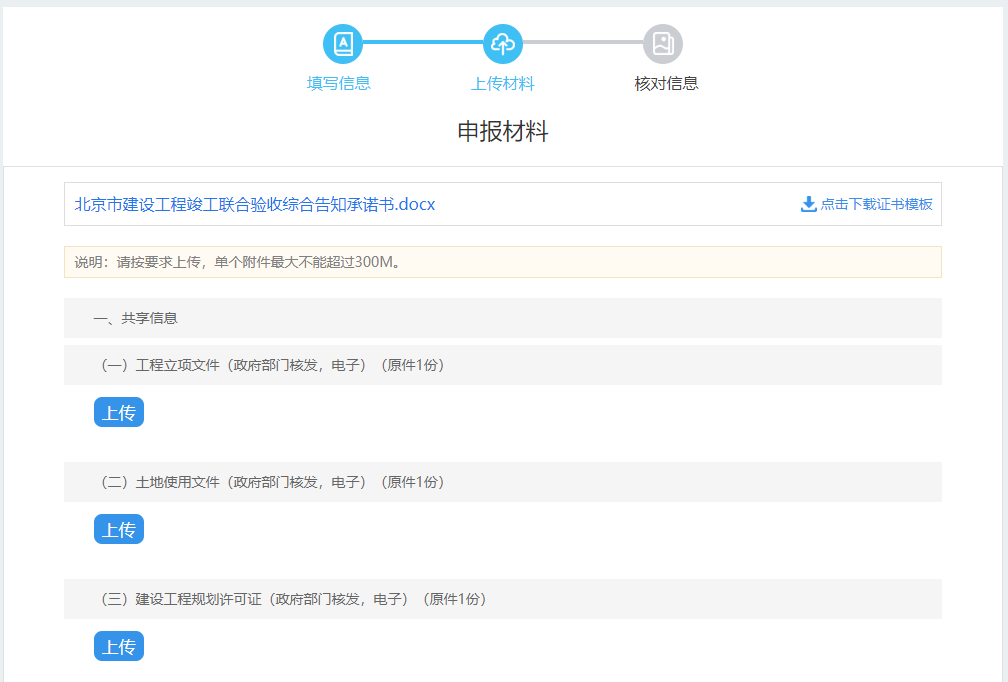 填写信息 上传材料 核对信息
申报材料
北京市建设工程竣工联合验收综合告知承诺书.docx 点击下载证书模板
说明：请按要求上传，单个附件最大不能超过300M。
一、共享信息
（一）工程立项文件（政府部门核发，电子）（原件1份）
上传
（二）土地使用文件（政府部门核发，电子）（原件1份）
上传
（三）建设工程规划许可证（政府部门核发，电子）（原件1份）
上传